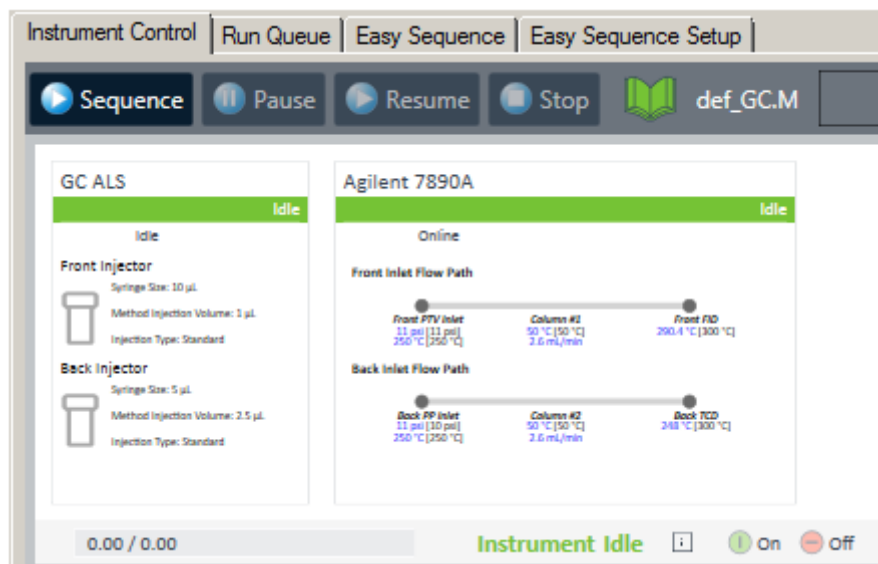 Instrument Control Run Queue Easy Sequence Easy Sequence Setup
Sequence Pause Resume Stop def_GC.M
GC ALS
Idle
Idle
Front Injector
Syringe Size: 10 µL
Method Injection Volume: 1 µL
Injection Type: Standard
Back Injector
Syringe Size: 5 µL
Method Injection Volume: 2.5 µL
Injection Type: Standard
Agilent 7890A
Idle
Online
Front Inlet Flow Path
Front PTV Inlet Column #1 Front FID
11 psi [11 psi] 50 °C [50 °C] 290.4 °C [300 °C]
250 °C [250 °C] 2.6 mL/min
Back Inlet Flow Path
Back PP Inlet Column #2 Back TCD
11 psi [10 psi] 50 °C [50 °C] 248 °C [300 °C]
250 °C [250 °C] 2.6 mL/min
0.00 / 0.00 Instrument Idle i On Off